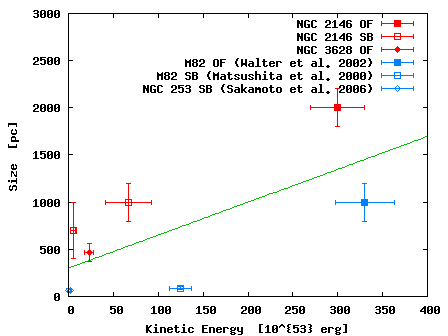 3000
2500
2000
1500
1000
500
0
Size [pc]
NGC 2146 OF
NGC 2146 SB
NGC 3628 OF
M82 OF (Walter et al. 2002)
M82 SB (Matsushita et al. 2000)
NGC 253 SB (Sakamoto et al. 2006)
0 50 100 150 200 250 300 350 400
Kinetic Energy [10^{53} erg]